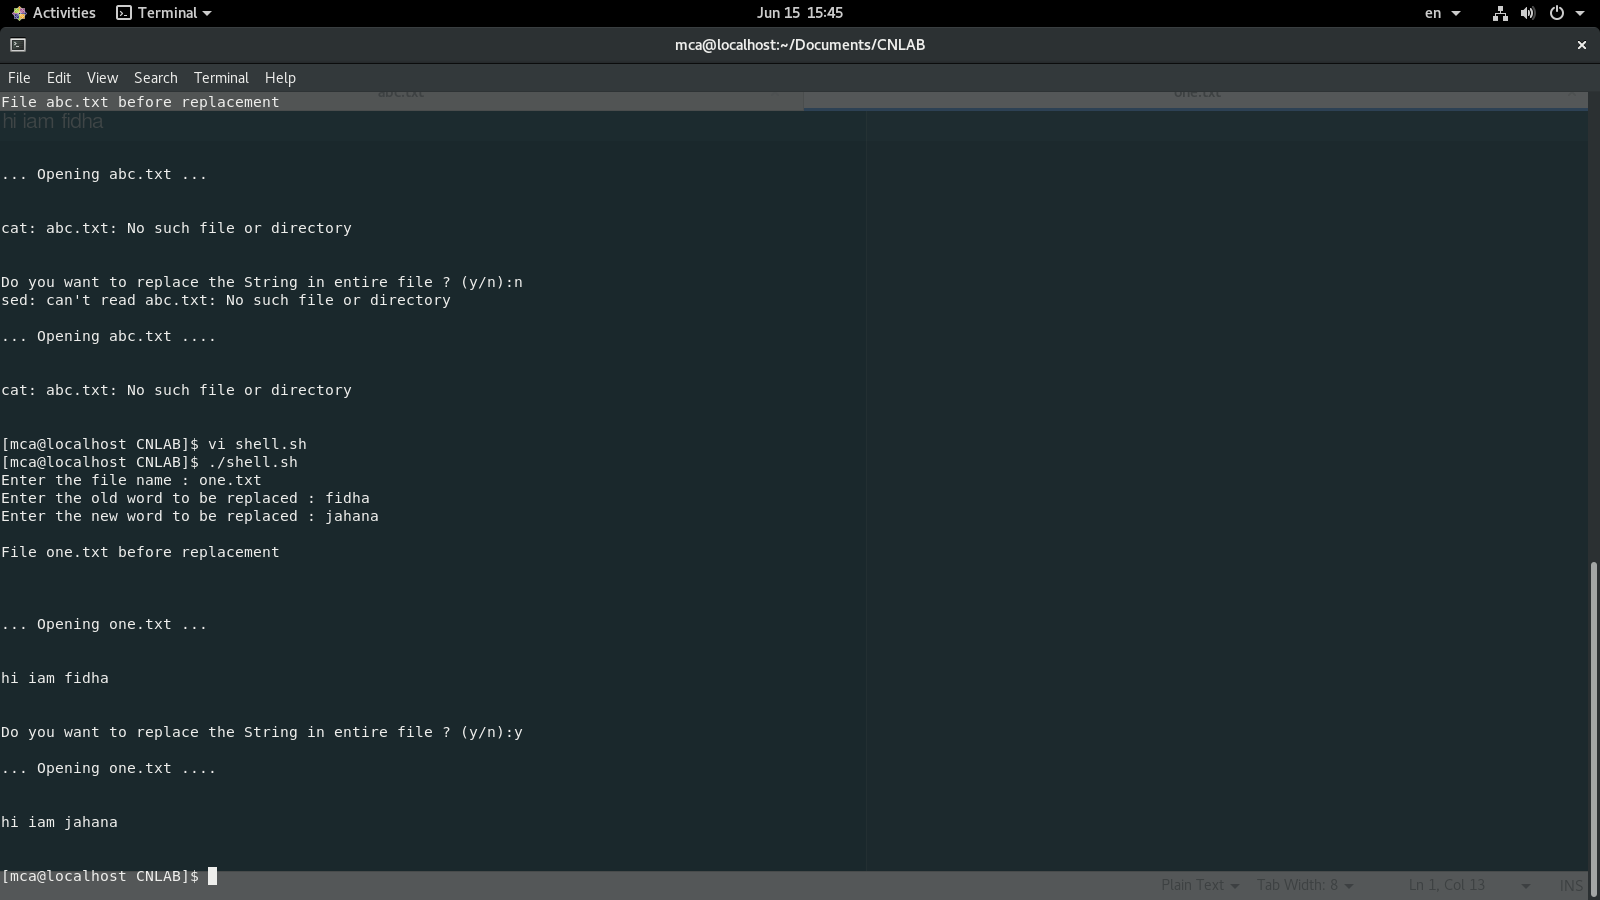 Activities Terminal Jun 15 15:45 en
mca@localhost:~/Documents/CNLAB
File Edit View Search Terminal Help
abc.txt one.txt
File abc.txt before replacement
hi iam fidha
... Opening abc.txt ...
cat: abc.txt: No such file or directory
Do you want to replace the String in entire file ? (y/n):n
sed: can't read abc.txt: No such file or directory
... Opening abc.txt ....
cat: abc.txt: No such file or directory
[mca@localhost CNLAB]$ vi shell.sh
[mca@localhost CNLAB]$ ./shell.sh
Enter the file name : one.txt
Enter the old word to be replaced : fidha
Enter the new word to be replaced : jahana
File one.txt before replacement
... Opening one.txt ...
hi iam fidha
Do you want to replace the String in entire file ? (y/n):y
... Opening one.txt ....
hi iam jahana
[mca@localhost CNLAB]$
Plain Text Tab Width: 8 Ln 1, Col 13 INS